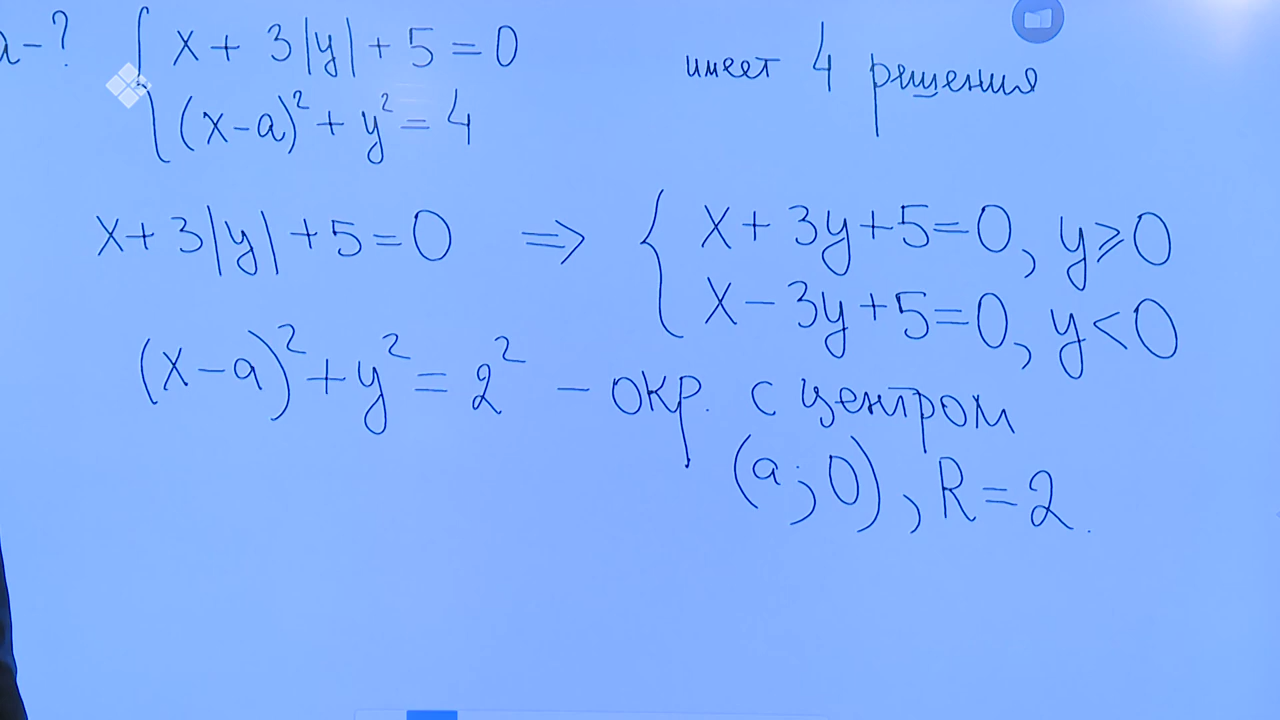 a-? { x + 3|y| + 5 = 0 имеет 4 решения
(x-a)² + y² = 4
x + 3|y| + 5 = 0 ⇒ { x + 3y + 5 = 0, y ⩾ 0
x - 3y + 5 = 0, y < 0
(x-a)² + y² = 2² - окр. с центром
(a; 0), R = 2.